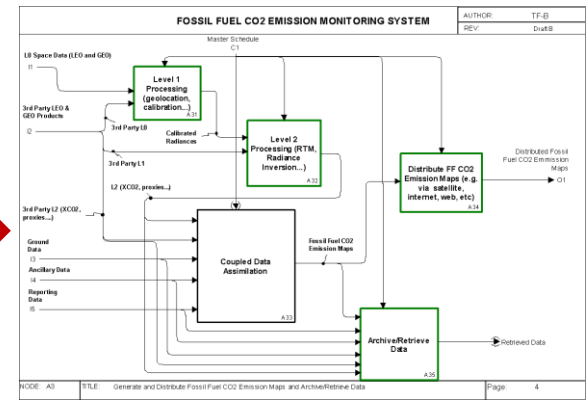 FOSSIL FUEL CO2 EMISSION MONITORING SYSTEM
AUTHOR: TF-B
REV: Draft B
Master Schedule
C1
L0 Space Data (LEO and GEO)
I1
Level 1
Processing
(geolocation,
calibration...)
A31
3rd Party LEO &
GEO Products
I2
3rd Party L0
Calibrated
Radiances
3rd Party L1
Level 2
Processing (RTM,
Radiance
Inversion...)
A32
L2 (XCO2, proxies...)
Distribute FF CO2
Emission Maps (e.g.
via satellite,
internet, web, etc)
A34
Distributed Fossil
Fuel CO2 Emmission
Maps
O1
3rd Party L2 (XCO2,
proxies....)
Ground
Data
I3
Ancillary Data
I4
Reporting
Data
I5
Coupled Data
Assimilation
A33
Fossil Fuel CO2
Emission Maps
Archive/Retrieve
Data
A35
Retrieved Data
NODE: A3
TITLE: Generate and Distribute Fossil Fuel CO2 Emission Maps and Archive/Retrieve Data
Page: 4